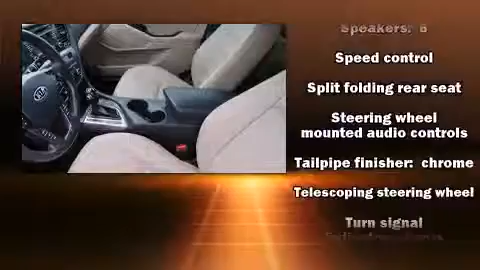 Speakers: 6
Speed control
Split folding rear seat
Steering wheel
mounted audio controls
Tailpipe finisher: chrome
Telescoping steering wheel
Turn signal
KIA